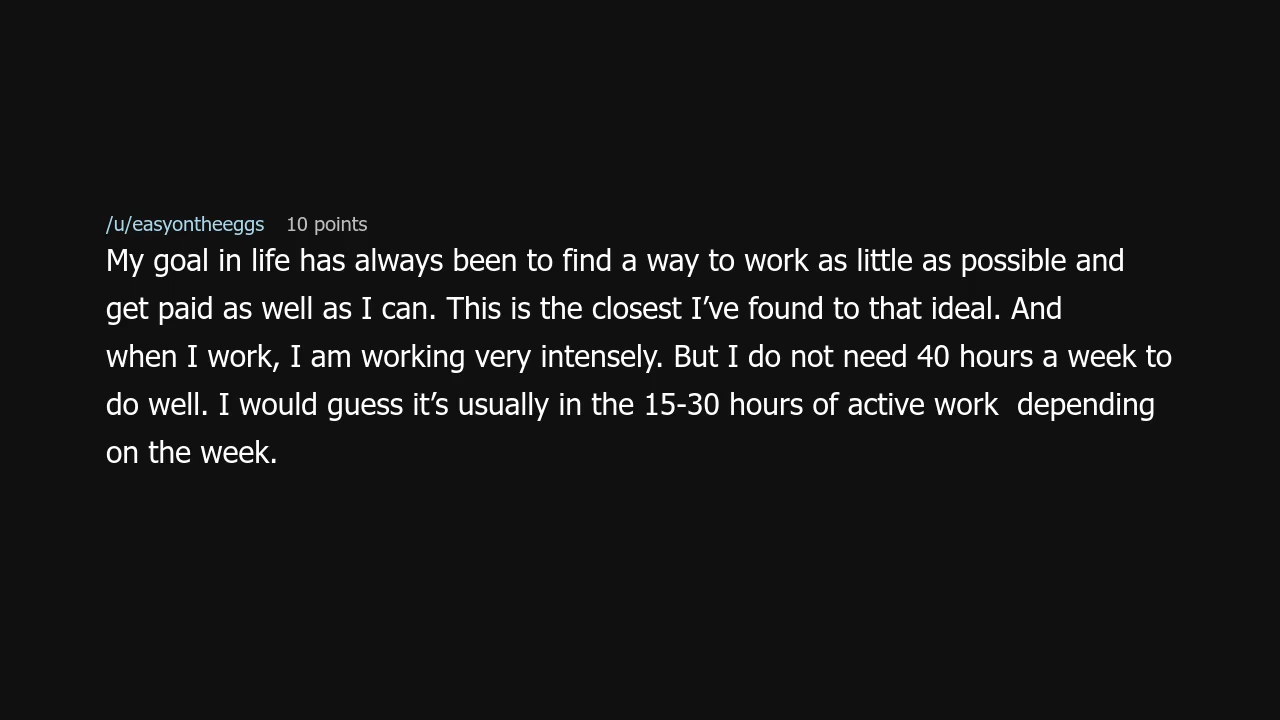 /u/easyontheeggs 10 points
My goal in life has always been to find a way to work as little as possible and
get paid as well as I can. This is the closest I’ve found to that ideal. And
when I work, I am working very intensely. But I do not need 40 hours a week to
do well. I would guess it’s usually in the 15-30 hours of active work  depending
on the week.